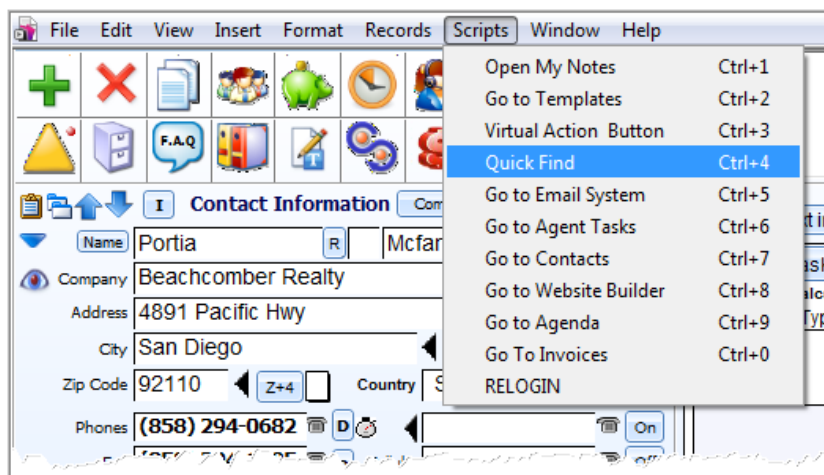 File Edit View Insert Format Records Scripts Window Help
Open My Notes Ctrl+1
Go to Templates Ctrl+2
Virtual Action Button Ctrl+3
Quick Find Ctrl+4
Go to Email System Ctrl+5
Go to Agent Tasks Ctrl+6
Go to Contacts Ctrl+7
Go to Website Builder Ctrl+8
Go to Agenda Ctrl+9
Go To Invoices Ctrl+0
RELOGIN
F.A.Q
I Contact Information
Name Portia R
Company Beachcomber Realty
Address 4891 Pacific Hwy
City San Diego
Zip Code 92110 Z+4 Country
Phones (858) 294-0682 D On